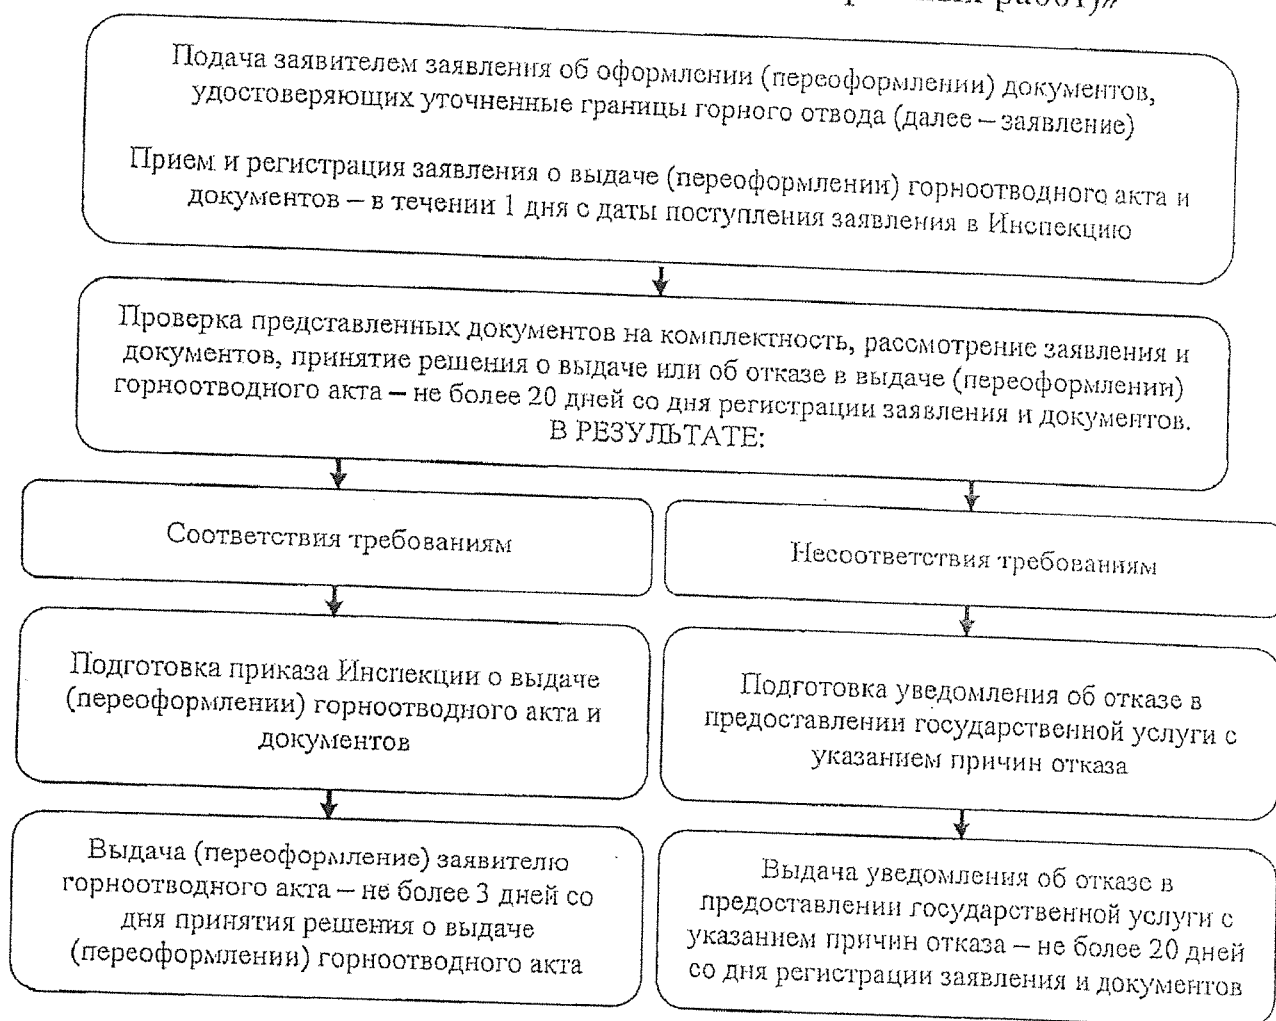 работ)»
Подача заявителем заявления об оформлении (переоформлении) документов,
удостоверяющих уточненные границы горного отвода (далее – заявление)
Прием и регистрация заявления о выдаче (переоформлении) горноотводного акта и
документов – в течении 1 дня с даты поступления заявления в Инспекцию
Проверка представленных документов на комплектность, рассмотрение заявления и
документов, принятие решения о выдаче или об отказе в выдаче (переоформлении)
горноотводного акта – не более 20 дней со дня регистрации заявления и документов.
В РЕЗУЛЬТАТЕ:
Соответствия требованиям
Несоответствия требованиям
Подготовка приказа Инспекции о выдаче
(переоформлении) горноотводного акта и
документов
Подготовка уведомления об отказе в
предоставлении государственной услуги с
указанием причин отказа
Выдача (переоформление) заявителю
горноотводного акта – не более 3 дней со
дня принятия решения о выдаче
(переоформлении) горноотводного акта
Выдача уведомления об отказе в
предоставлении государственной услуги с
указанием причин отказа – не более 20 дней
со дня регистрации заявления и документов